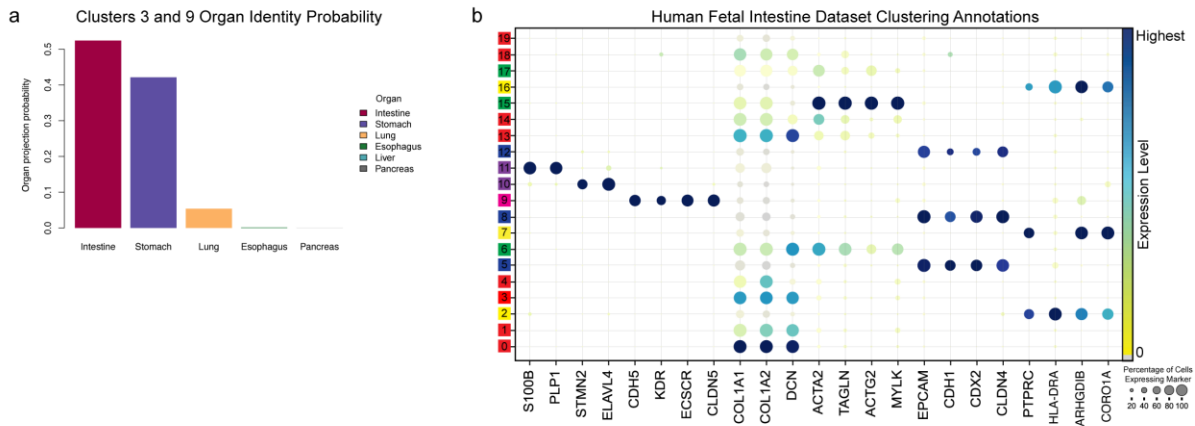 a
Clusters 3 and 9 Organ Identity Probability
Organ projection probability
0.5
0.4
0.3
0.2
0.1
0.0
Intestine
Stomach
Lung
Esophagus
Pancreas
Organ
Intestine
Stomach
Lung
Esophagus
Liver
Pancreas
b
Human Fetal Intestine Dataset Clustering Annotations
19
18
17
16
15
14
13
12
11
10
9
8
7
6
5
4
3
2
1
0
S100B
PLP1
STMN2
ELAVL4
CDH5
KDR
ECSCR
CLDN5
COL1A1
COL1A2
DCN
ACTA2
TAGLN
ACTG2
MYLK
EPCAM
CDH1
CDX2
CLDN4
PTPRC
HLA-DRA
ARHGDIB
CORO1A
Highest
Expression Level
0
Percentage of Cells
Expressing Marker
20 40 60 80 100